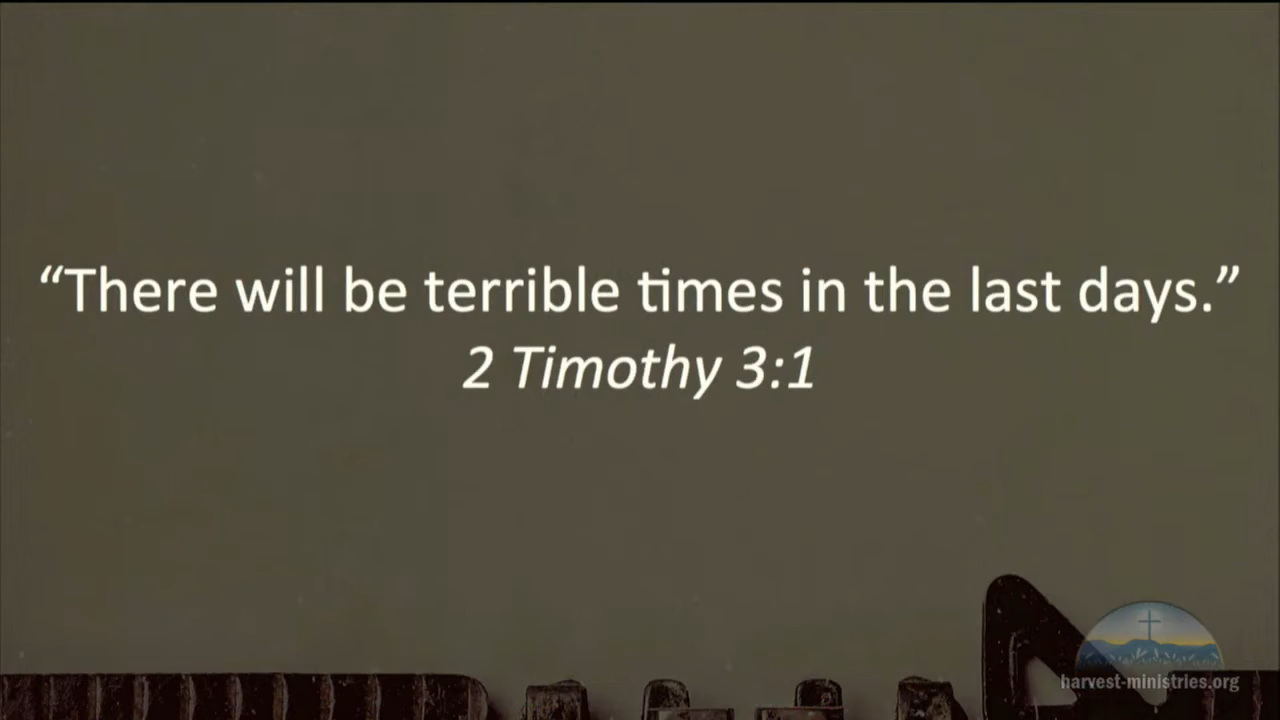 “There will be terrible times in the last days.”
2 Timothy 3:1
harvest-ministries.org